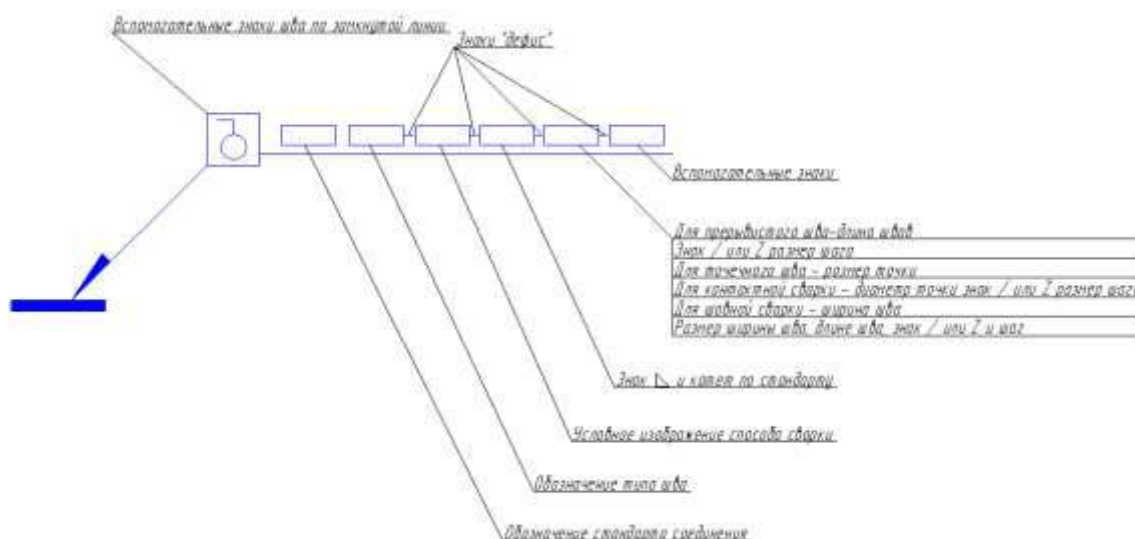 Вспомогательные знаки шва по замкнутой линии
Знаки "дефис"
Вспомогательные знаки
Для прерывистого шва-длина швов
Знак / или Z размер шага
Для точечного шва - размер точки
Для контактной сварки - диаметр точки знак / или Z размер шага
Для шовной сварки - ширина шва
Размер ширины шва, длине шва, знак / или Z и шаг
Знак и катет по стандарту
Условное изображение способа сварки
Обозначение типа шва
Обозначение стандарта соединения